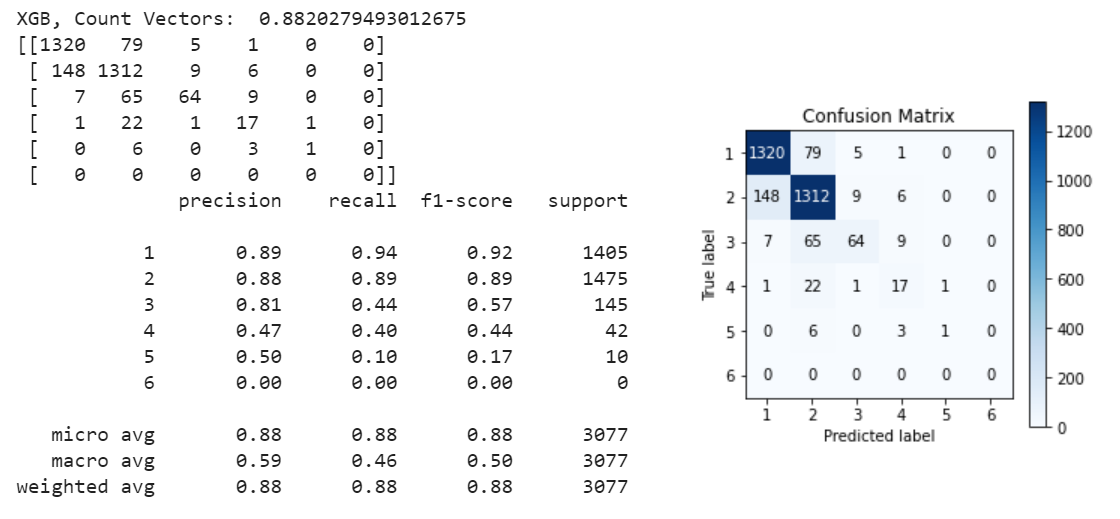 XGB, Count Vectors:  0.8820279493012675
[[1320   79    5    1    0    0]
 [ 148 1312    9    6    0    0]
 [   7   65   64    9    0    0]
 [   1   22    1   17    1    0]
 [   0    6    0    3    1    0]
 [   0    0    0    0    0    0]]
              precision    recall  f1-score   support
           1       0.89      0.94      0.92      1405
           2       0.88      0.89      0.89      1475
           3       0.81      0.44      0.57       145
           4       0.47      0.40      0.44        42
           5       0.50      0.10      0.17        10
           6       0.00      0.00      0.00         0
   micro avg       0.88      0.88      0.88      3077
   macro avg       0.59      0.46      0.50      3077
weighted avg       0.88      0.88      0.88      3077
Confusion Matrix
True label
1 1320 79 5 1 0 0
2 148 1312 9 6 0 0
3 7 65 64 9 0 0
4 1 22 1 17 1 0
5 0 6 0 3 1 0
6 0 0 0 0 0 0
1 2 3 4 5 6
Predicted label
1200
1000
800
600
400
200
0